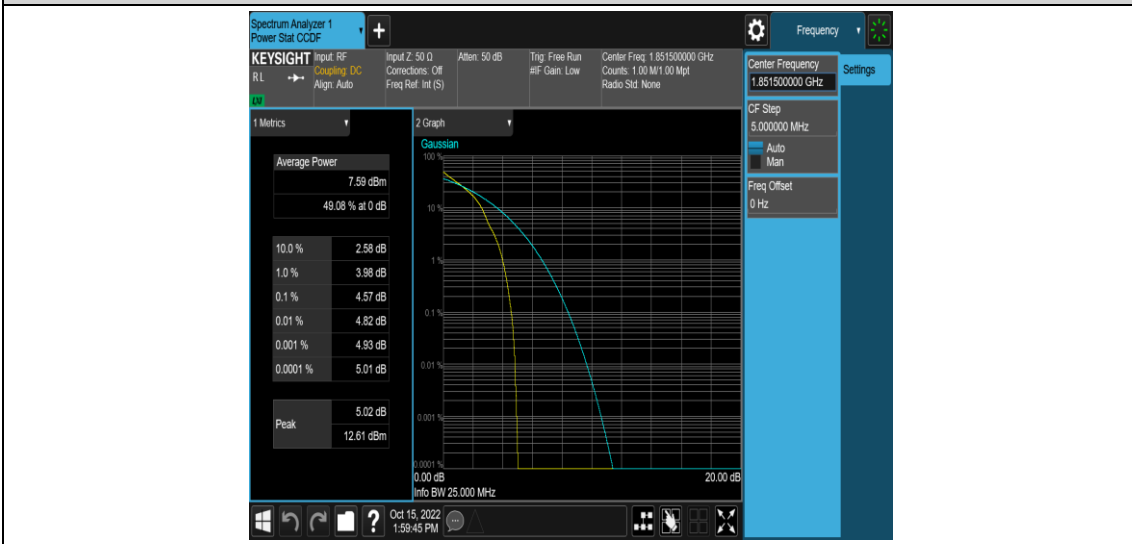 Spectrum Analyzer 1
Power Stat CCDF
+
Frequency
KEYSIGHT
RL
LXI
Input: RF
Coupling: DC
Align: Auto
Input Z: 50 Ω
Corrections: Off
Freq Ref: Int (S)
Atten: 50 dB
Trig: Free Run
#IF Gain: Low
Center Freq: 1.851500000 GHz
Counts: 1.00 M/1.00 Mpt
Radio Std: None
Center Frequency
1.851500000 GHz
Settings
CF Step
5.000000 MHz
Auto
Man
Freq Offset
0 Hz
1 Metrics
Average Power
7.59 dBm
49.08 % at 0 dB
10.0 % 2.58 dB
1.0 % 3.98 dB
0.1 % 4.57 dB
0.01 % 4.82 dB
0.001 % 4.93 dB
0.0001 % 5.01 dB
Peak
5.02 dB
12.61 dBm
2 Graph
Gaussian
100 %
10 %
1 %
0.1 %
0.01 %
0.001 %
0.0001 %
0.00 dB 20.00 dB
Info BW 25.000 MHz
?
Oct 15, 2022
1:59:45 PM